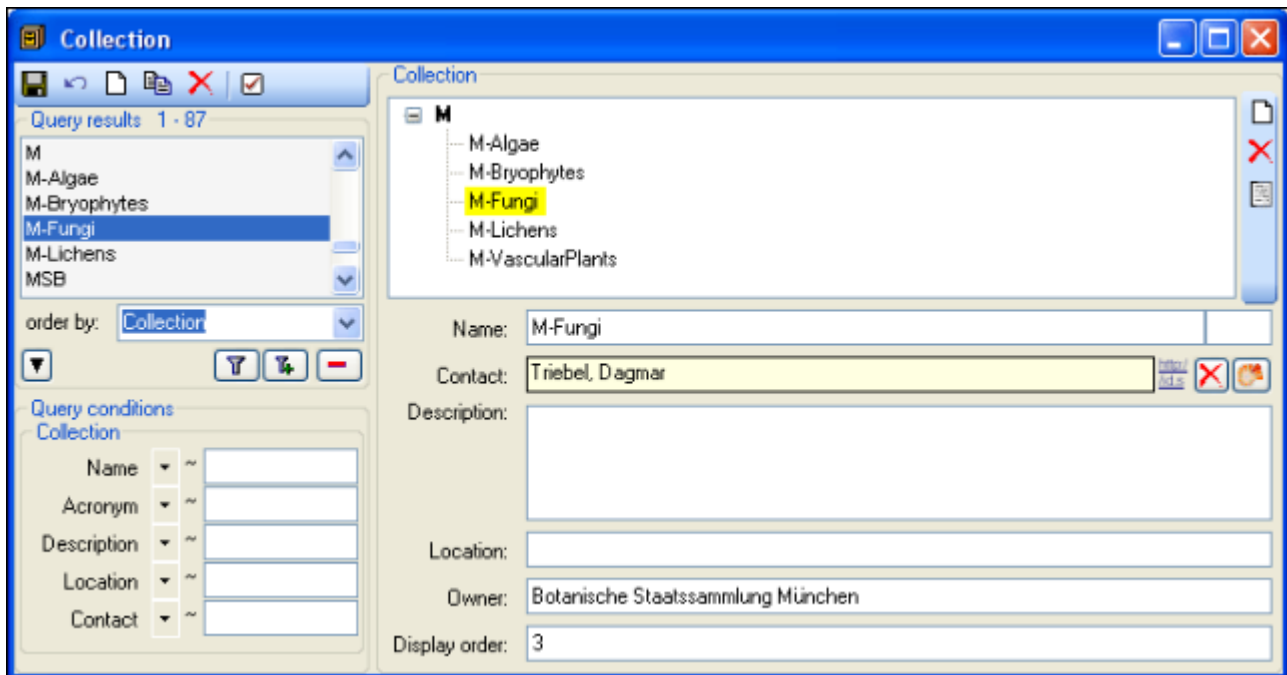 Collection
Query results 1 - 87
M
M-Algae
M-Bryophytes
M-Fungi
M-Lichens
MSB
order by: Collection
Query conditions
Collection
Name ~
Acronym ~
Description ~
Location ~
Contact ~
Collection
M
M-Algae
M-Bryophytes
M-Fungi
M-Lichens
M-VascularPlants
Name: M-Fungi
Contact: Triebel, Dagmar
Description:
Location:
Owner: Botanische Staatssammlung München
Display order: 3